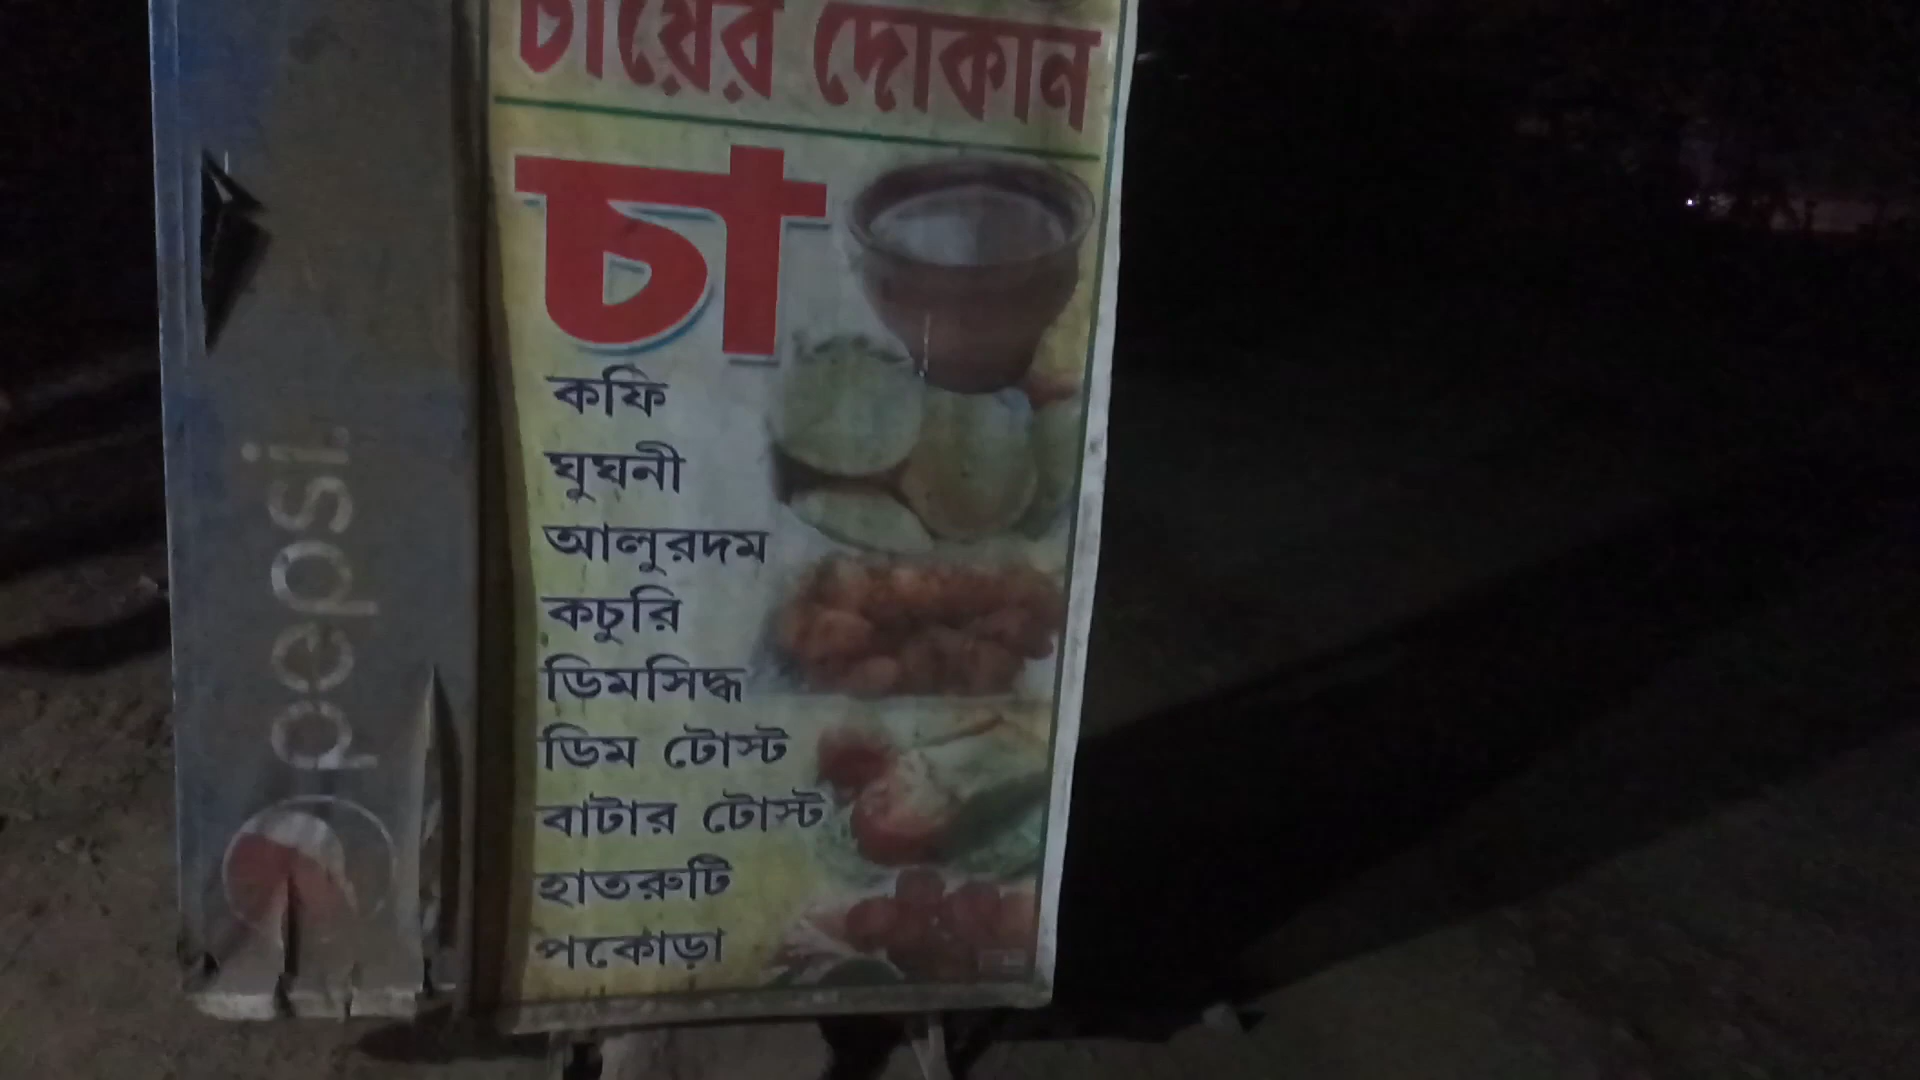 চায়ের দোকান
চা
কফি
ঘুঘনী
আলুরদম
কচুরি
ডিমসিদ্ধ
ডিম টোস্ট
বাটার টোস্ট
হাতরুটি
পকোড়া
pepsi